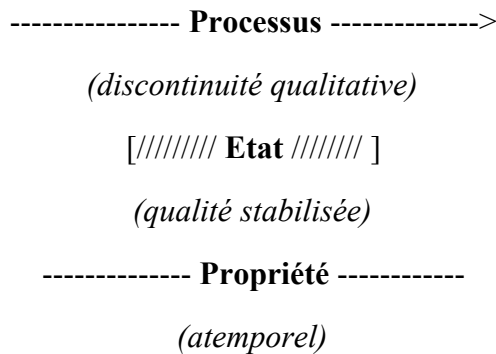 ---------------- Processus -------------->
(discontinuité qualitative)
[///////// Etat //////// ]
(qualité stabilisée)
-------------- Propriété ------------
(atemporel)